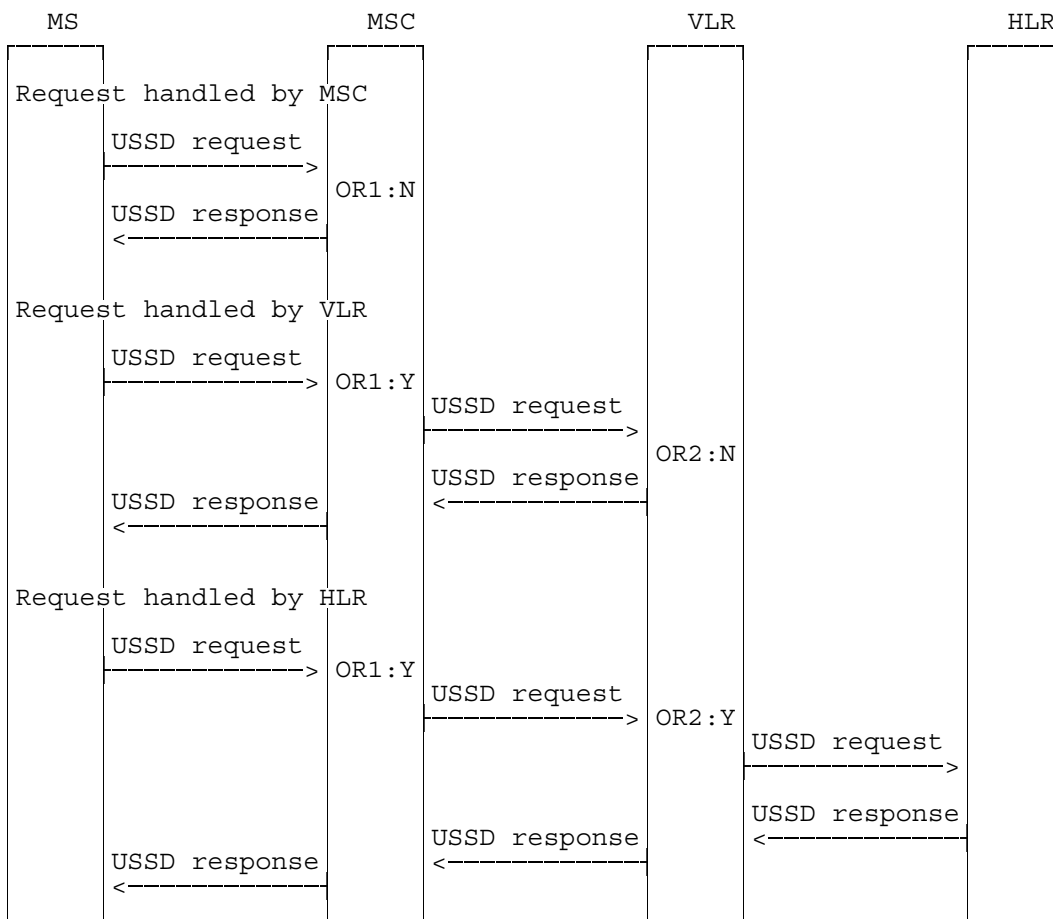 MS MSC VLR HLR
Request handled by MSC
USSD request
OR1:N
USSD response
Request handled by VLR
USSD request
OR1:Y
USSD request
OR2:N
USSD response
USSD response
Request handled by HLR
USSD request
OR1:Y
USSD request
OR2:Y
USSD request
USSD response
USSD response
USSD response